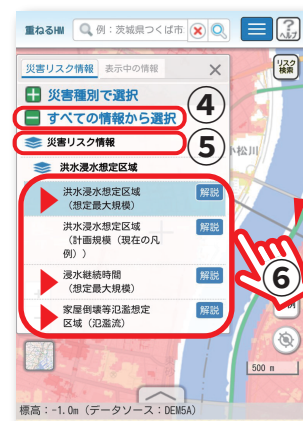 重ねるHM
例：茨城県つくば市
ヘルプ
災害リスク情報
表示中の情報
リスク
検索
災害種別で選択
④
すべての情報から選択
災害リスク情報
⑤
小松川
洪水浸水想定区域
洪水浸水想定区域
（想定最大規模）
解説
洪水浸水想定区域
（計画規模（現在の凡
例））
解説
⑥
浸水継続時間
（想定最大規模）
解説
家屋倒壊等氾濫想定
区域（氾濫流）
解説
500 m
標高：-1.0m（データソース：DEM5A）